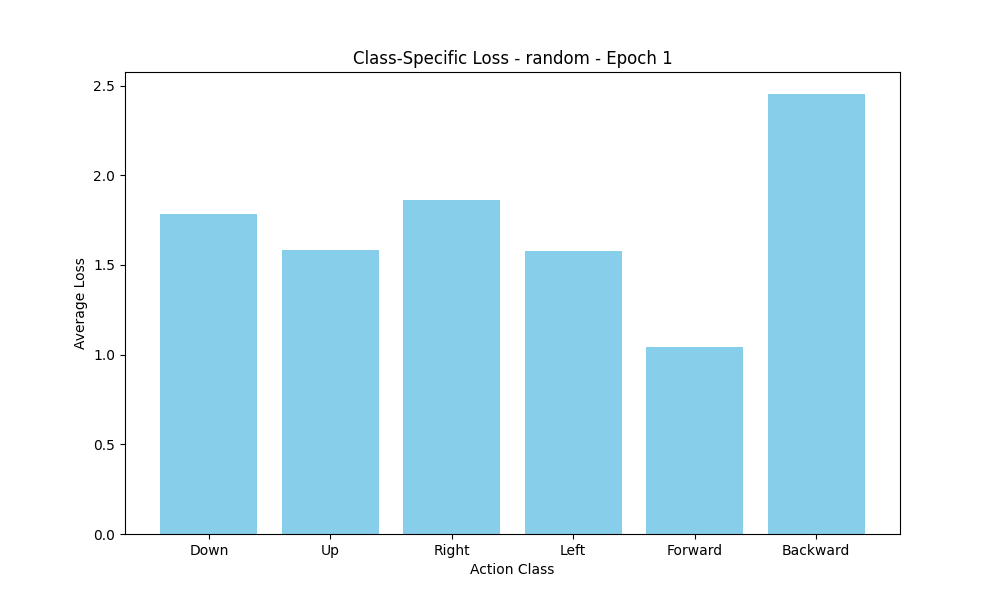 Class-Specific Loss - random - Epoch 1
Average Loss
2.5
2.0
1.5
1.0
0.5
0.0
Down Up Right Left Forward Backward
Action Class